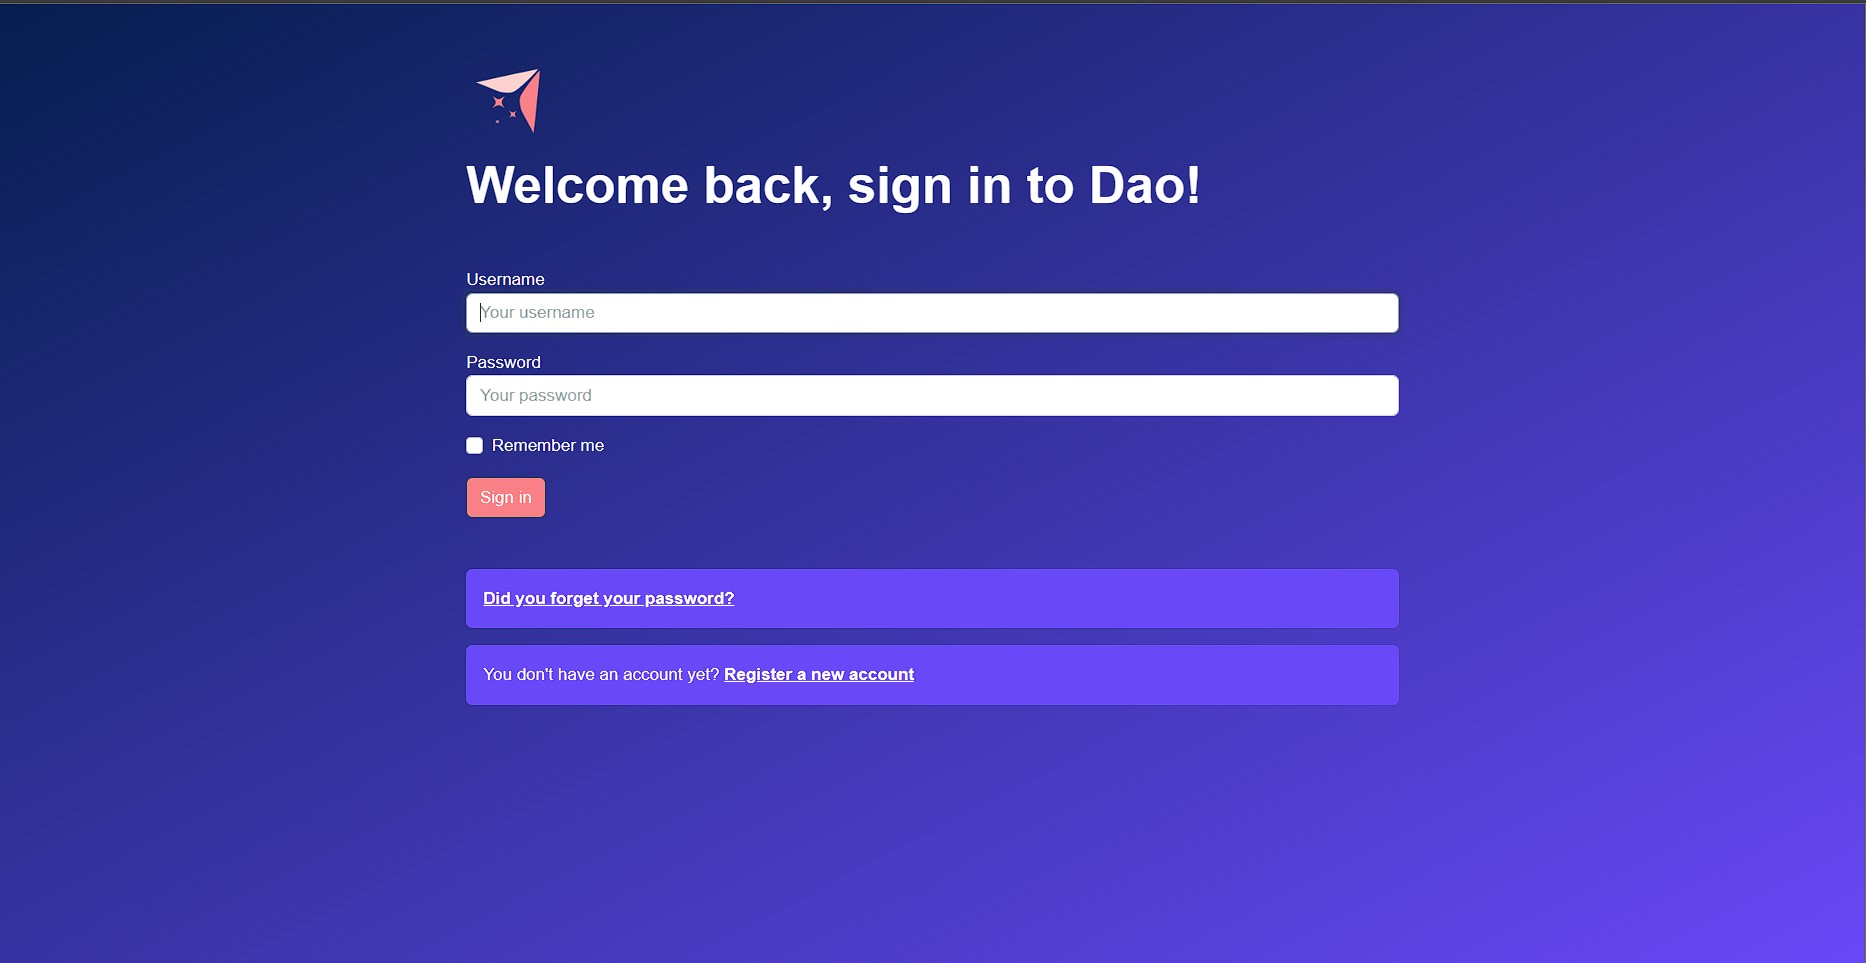 Welcome back, sign in to Dao!
Username
Your username
Password
Your password
Remember me
Sign in
Did you forget your password?
You don't have an account yet? Register a new account